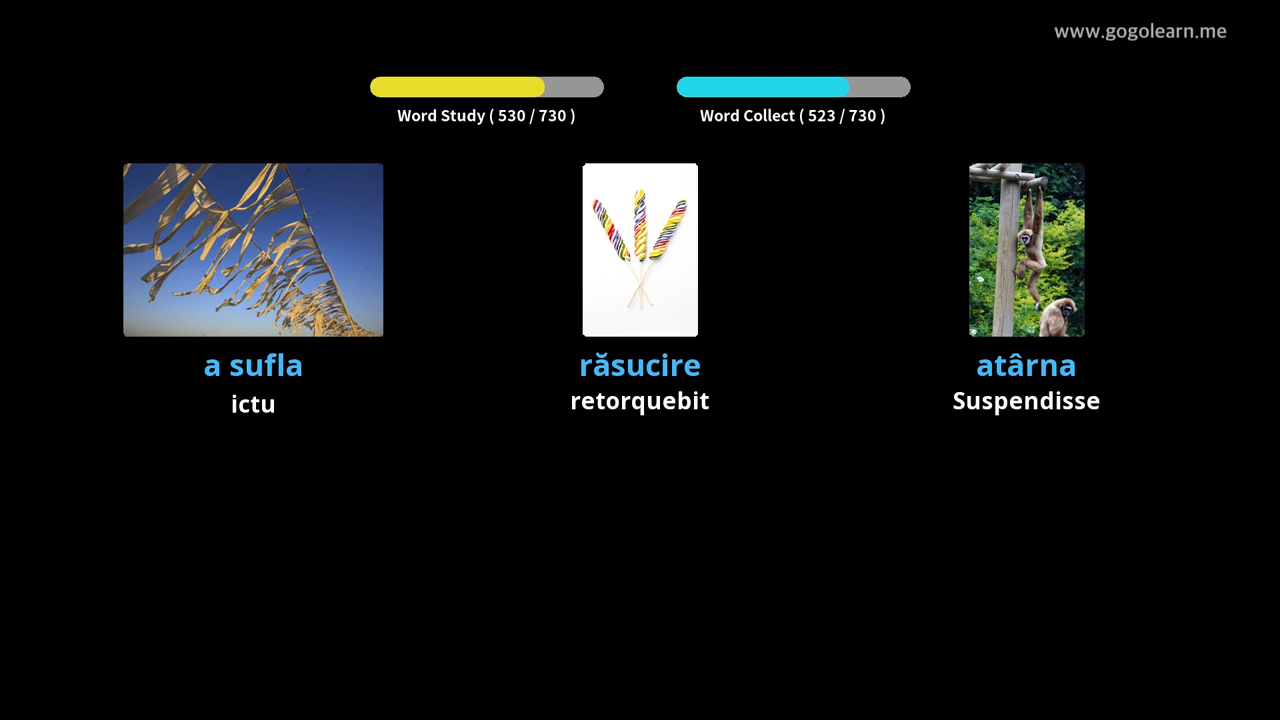 www.gogolearn.me
Word Study ( 530 / 730 )
Word Collect ( 523 / 730 )
a sufla
ictu
răsucire
retorquebit
atârna
Suspendisse